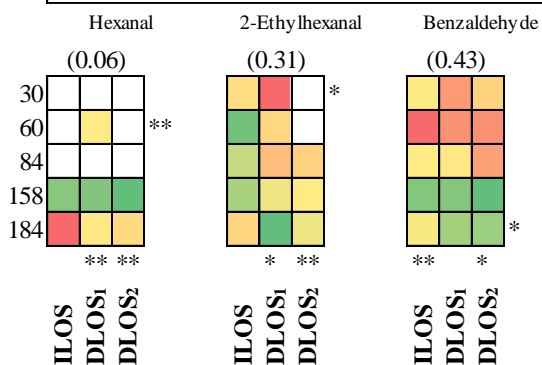 Hexanal 2-Ethylhexanal Benzaldehyde
(0.06) (0.31) (0.43)
30 *
60 **
84
158
184 *
** ** * ** ** *
ILOS DLOS₁ DLOS₂ ILOS DLOS₁ DLOS₂ ILOS DLOS₁ DLOS₂